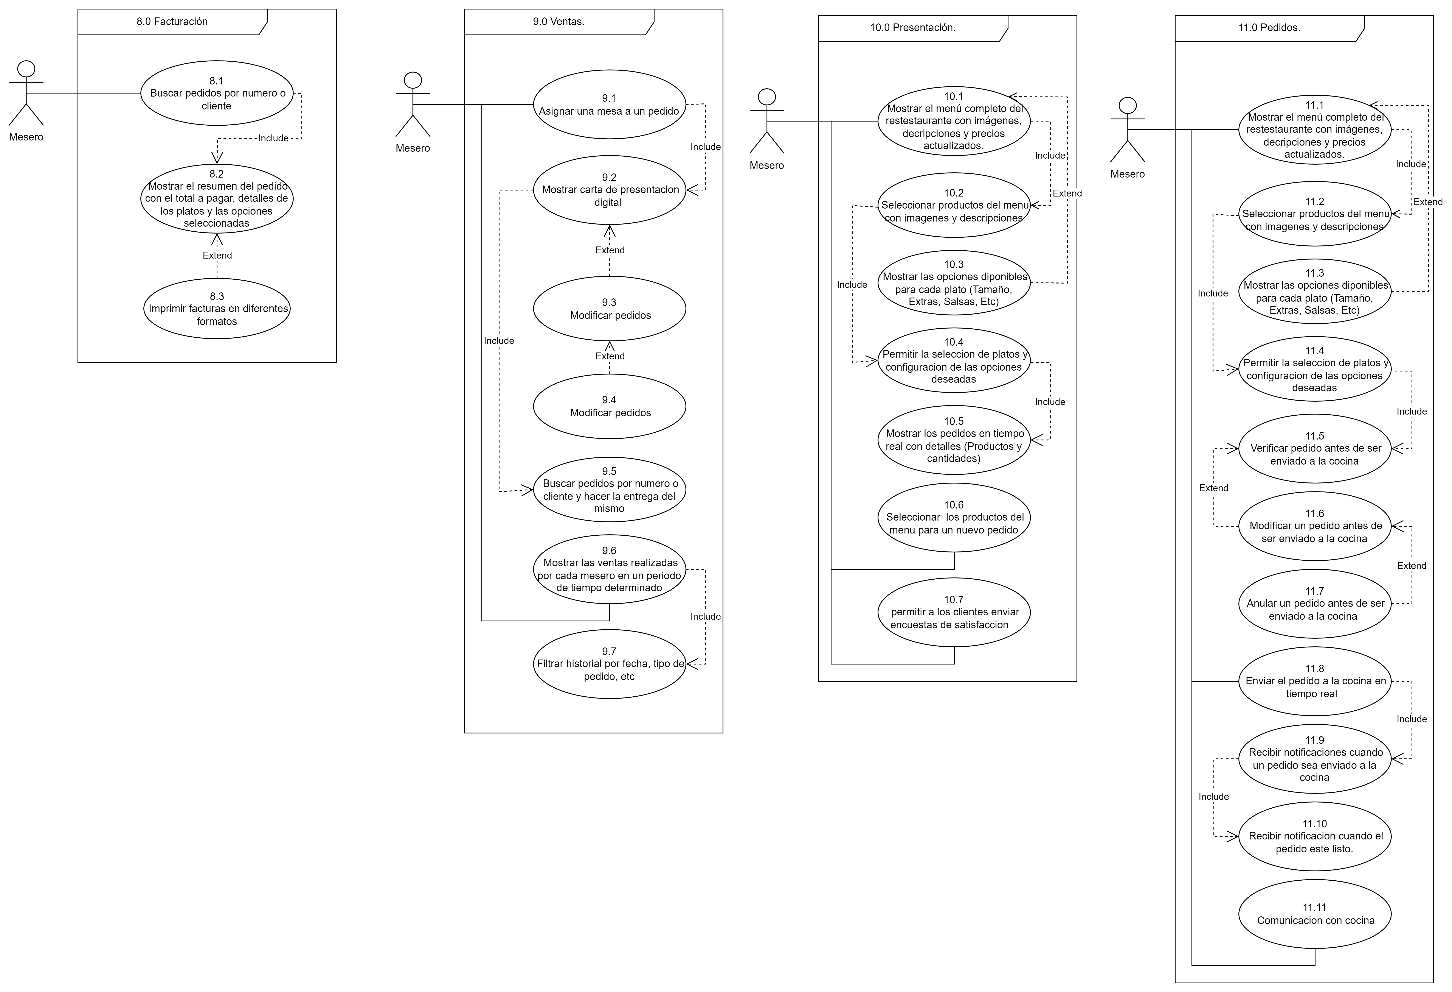 8.0 Facturación
Mesero
8.1
Buscar pedidos por numero o
cliente
Include
8.2
Mostrar el resumen del pedido
con el total a pagar, detalles de
los platos y las opciones
seleccionadas
Extend
8.3
Imprimir facturas en diferentes
formatos
9.0 Ventas.
Mesero
9.1
Asignar una mesa a un pedido
Include
9.2
Mostrar carta de presentacion
digital
Extend
9.3
Modificar pedidos
Include
Extend
9.4
Modificar pedidos
9.5
Buscar pedidos por numero o
cliente y hacer la entrega del
mismo
9.6
Mostrar las ventas realizadas
por cada mesero en un periodo
de tiempo determinado
Include
9.7
Filtrar historial por fecha, tipo de
pedido, etc
10.0 Presentación.
Mesero
10.1
Mostrar el menú completo del
restestaurante con imágenes,
decripciones y precios
actualizados.
Include
Extend
10.2
Seleccionar productos del menu
con imagenes y descripciones
10.3
Mostrar las opciones diponibles
para cada plato (Tamaño,
Extras, Salsas, Etc)
Include
10.4
Permitir la seleccion de platos y
configuracion de las opciones
deseadas
Include
10.5
Mostrar los pedidos en tiempo
real con detalles (Productos y
cantidades)
10.6
Seleccionar los productos del
menu para un nuevo pedido
10.7
permitir a los clientes enviar
encuestas de satisfaccion
11.0 Pedidos.
Mesero
11.1
Mostrar el menú completo del
restestaurante con imágenes,
decripciones y precios
actualizados.
Include
Extend
11.2
Seleccionar productos del menu
con imagenes y descripciones
11.3
Mostrar las opciones diponibles
para cada plato (Tamaño,
Extras, Salsas, Etc)
Include
11.4
Permitir la seleccion de platos y
configuracion de las opciones
deseadas
Include
11.5
Verificar pedido antes de ser
enviado a la cocina
Extend
11.6
Modificar un pedido antes de
ser enviado a la cocina
Extend
11.7
Anular un pedido antes de ser
enviado a la cocina
11.8
Enviar el pedido a la cocina en
tiempo real
Include
11.9
Recibir notificaciones cuando
un pedido sea enviado a la
cocina
Include
11.10
Recibir notificacion cuando el
pedido este listo.
11.11
Comunicacion con cocina